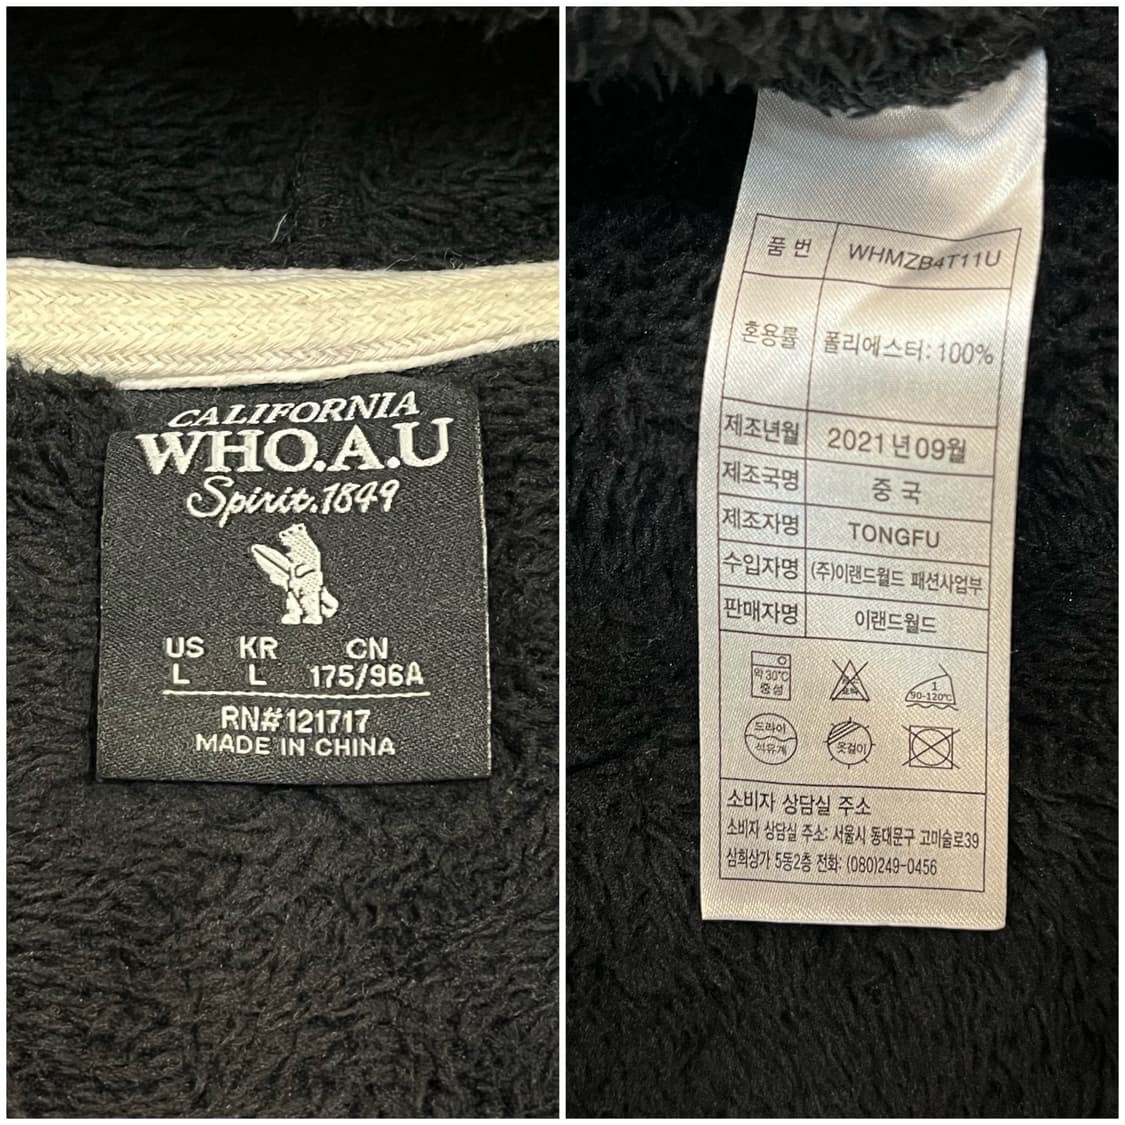 CALIFORNIA
WHO.A.U
Spirit.1849
US KR CN
L L 175/96A
RN#121717
MADE IN CHINA
품 번 WHMZB4T11U
혼용률 폴리에스터: 100%
제조년월 2021년 09월
제조국명 중 국
제조자명 TONGFU
수입자명 (주)이랜드월드 패션사업부
판매자명 이랜드월드
약 30℃
중성
1
90-120℃
드라이
석유계
옷걸이
소비자 상담실 주소
소비자 상담실 주소: 서울시 동대문구 고미술로39
삼희상가 5동2층 전화: (080)249-0456